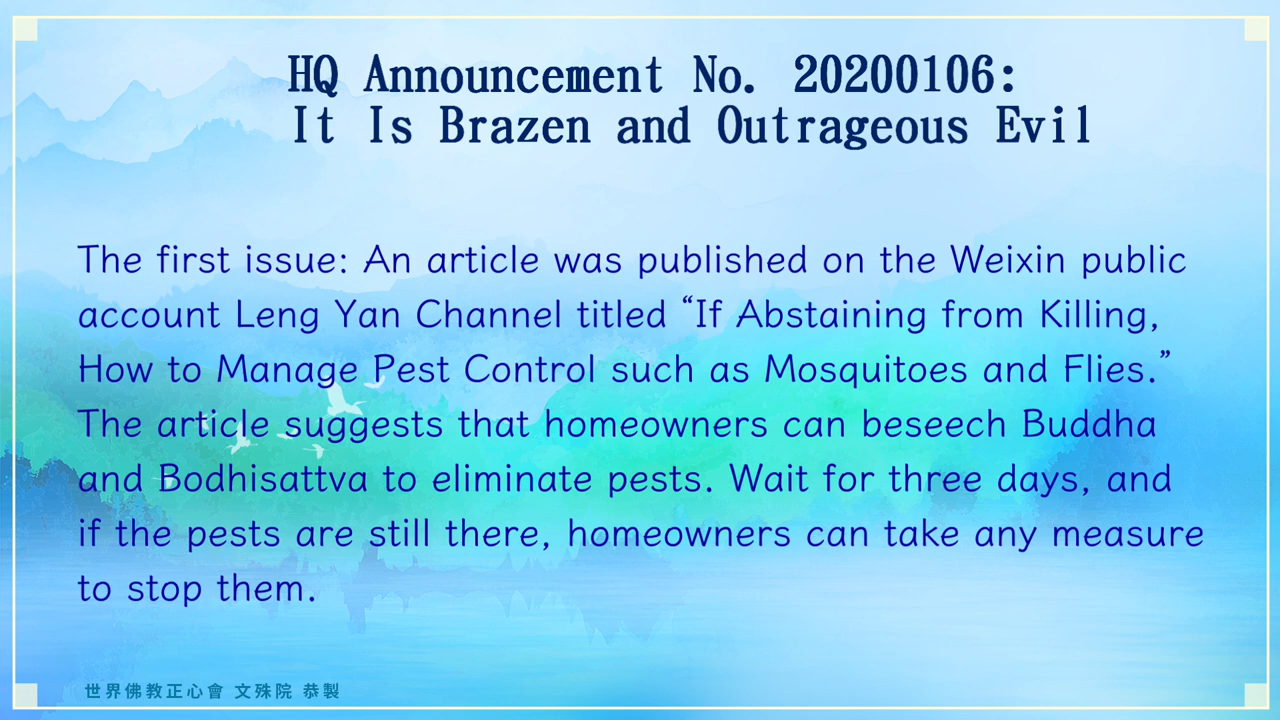 HQ Announcement No. 20200106:
It Is Brazen and Outrageous Evil
The first issue: An article was published on the Weixin public
account Leng Yan Channel titled “If Abstaining from Killing,
How to Manage Pest Control such as Mosquitoes and Flies.”
The article suggests that homeowners can beseech Buddha
and Bodhisattva to eliminate pests. Wait for three days, and
if the pests are still there, homeowners can take any measure
to stop them.
世界佛教正心會 文殊院 恭製